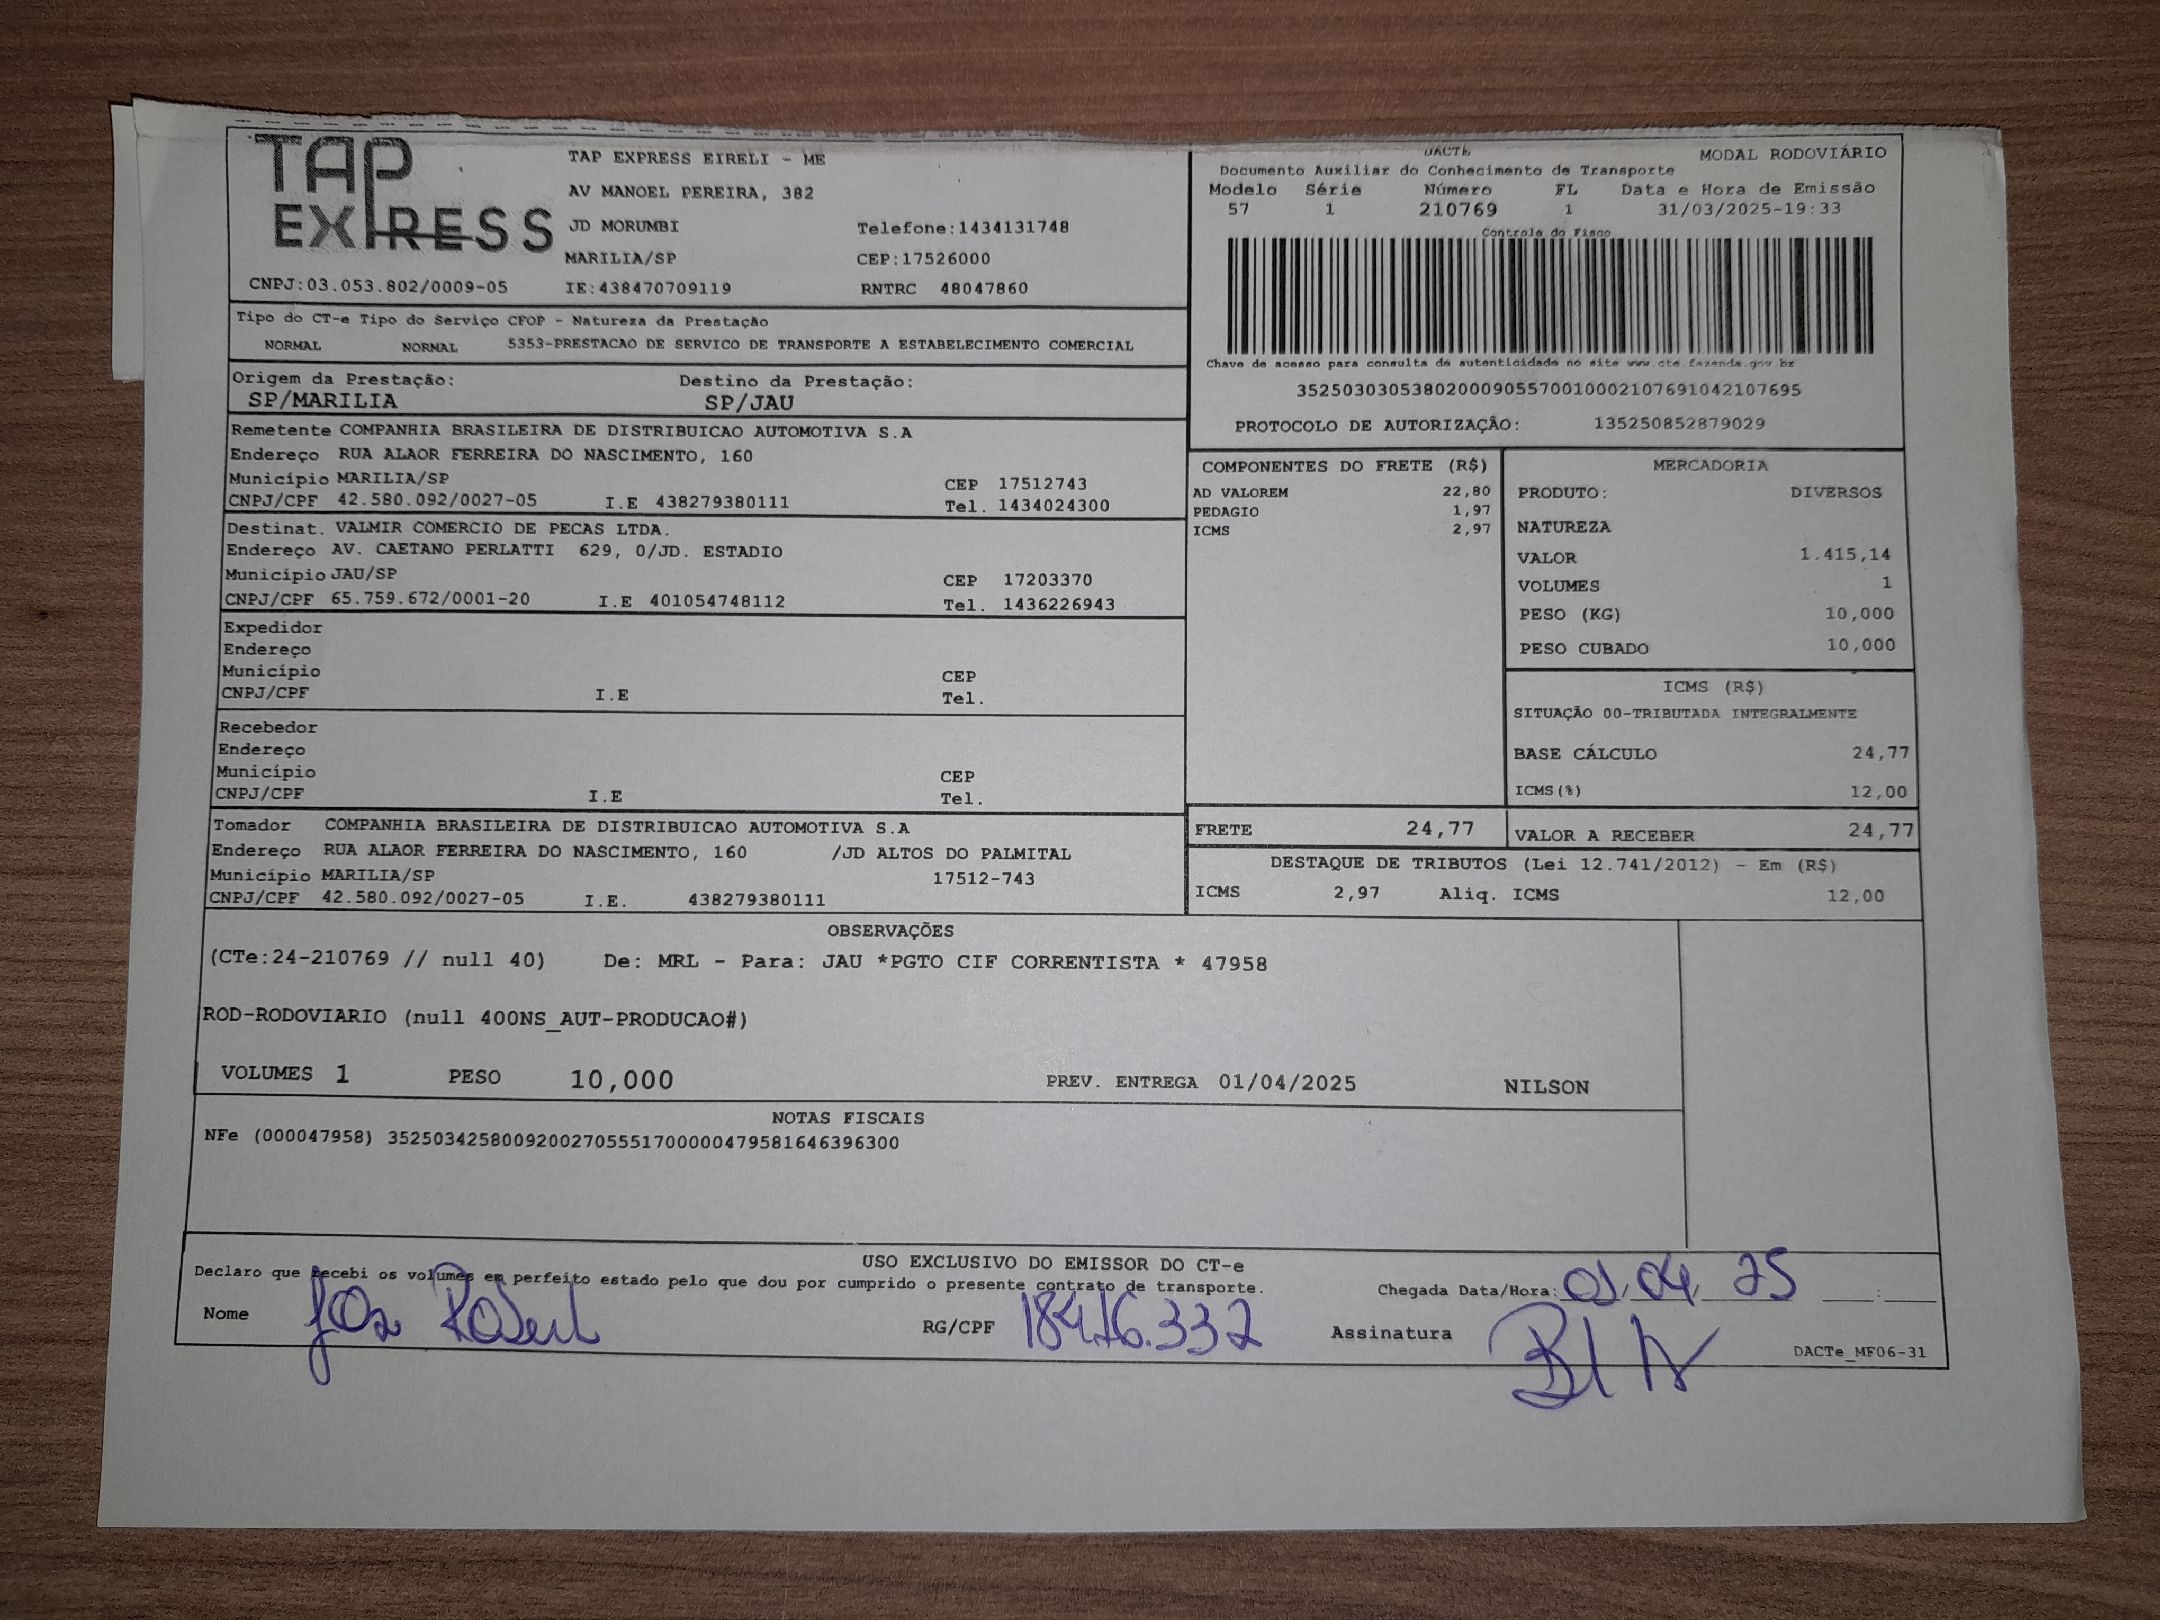 TAP
EXPRESS
TAP EXPRESS EIRELI - ME
AV MANOEL PEREIRA, 382
JD MORUMBI Telefone:1434131748
MARILIA/SP CEP:17526000
CNPJ:03.053.802/0009-05 IE:438470709119 RNTRC 48047860
DACTE MODAL RODOVIÁRIO
Documento Auxiliar do Conhecimento de Transporte
Modelo Série Número FL Data e Hora de Emissão
57 1 210769 1 31/03/2025-19:33
Controle do Fisco
Chave de acesso para consulta de autenticidade no site www.cte.fazenda.gov.br
35250303053802000905570010002107691042107695
PROTOCOLO DE AUTORIZAÇÃO: 135250852879029
Tipo do CT-e Tipo do Serviço CFOP - Natureza da Prestação
NORMAL NORMAL 5353-PRESTACAO DE SERVICO DE TRANSPORTE A ESTABELECIMENTO COMERCIAL
Origem da Prestação: Destino da Prestação:
SP/MARILIA SP/JAU
Remetente COMPANHIA BRASILEIRA DE DISTRIBUICAO AUTOMOTIVA S.A
Endereço RUA ALAOR FERREIRA DO NASCIMENTO, 160
Município MARILIA/SP CEP 17512743
CNPJ/CPF 42.580.092/0027-05 I.E 438279380111 Tel. 1434024300
Destinat. VALMIR COMERCIO DE PECAS LTDA.
Endereço AV. CAETANO PERLATTI 629, 0/JD. ESTADIO
Município JAU/SP CEP 17203370
CNPJ/CPF 65.759.672/0001-20 I.E 401054748112 Tel. 1436226943
Expedidor
Endereço
Município CEP
CNPJ/CPF I.E Tel.
Recebedor
Endereço
Município CEP
CNPJ/CPF I.E Tel.
Tomador COMPANHIA BRASILEIRA DE DISTRIBUICAO AUTOMOTIVA S.A
Endereço RUA ALAOR FERREIRA DO NASCIMENTO, 160 /JD ALTOS DO PALMITAL
Município MARILIA/SP 17512-743
CNPJ/CPF 42.580.092/0027-05 I.E. 438279380111
COMPONENTES DO FRETE (R$)
AD VALOREM 22,80
PEDAGIO 1,97
ICMS 2,97
MERCADORIA
PRODUTO: DIVERSOS
NATUREZA
VALOR 1.415,14
VOLUMES 1
PESO (KG) 10,000
PESO CUBADO 10,000
ICMS (R$)
SITUAÇÃO 00-TRIBUTADA INTEGRALMENTE
BASE CÁLCULO 24,77
ICMS(%) 12,00
FRETE 24,77 VALOR A RECEBER 24,77
DESTAQUE DE TRIBUTOS (Lei 12.741/2012) - Em (R$)
ICMS 2,97 Aliq. ICMS 12,00
OBSERVAÇÕES
(CTe:24-210769 // null 40) De: MRL - Para: JAU *PGTO CIF CORRENTISTA * 47958
ROD-RODOVIARIO (null 400NS_AUT-PRODUCAO#)
VOLUMES 1 PESO 10,000 PREV. ENTREGA 01/04/2025 NILSON
NOTAS FISCAIS
NFe (000047958) 35250342580092002705551700000479581646396300
USO EXCLUSIVO DO EMISSOR DO CT-e
Declaro que recebi os volumes em perfeito estado pelo que dou por cumprido o presente contrato de transporte.
Chegada Data/Hora: 01/04/25 :
Nome RG/CPF 18476.332 Assinatura
DACTe_MF06-31